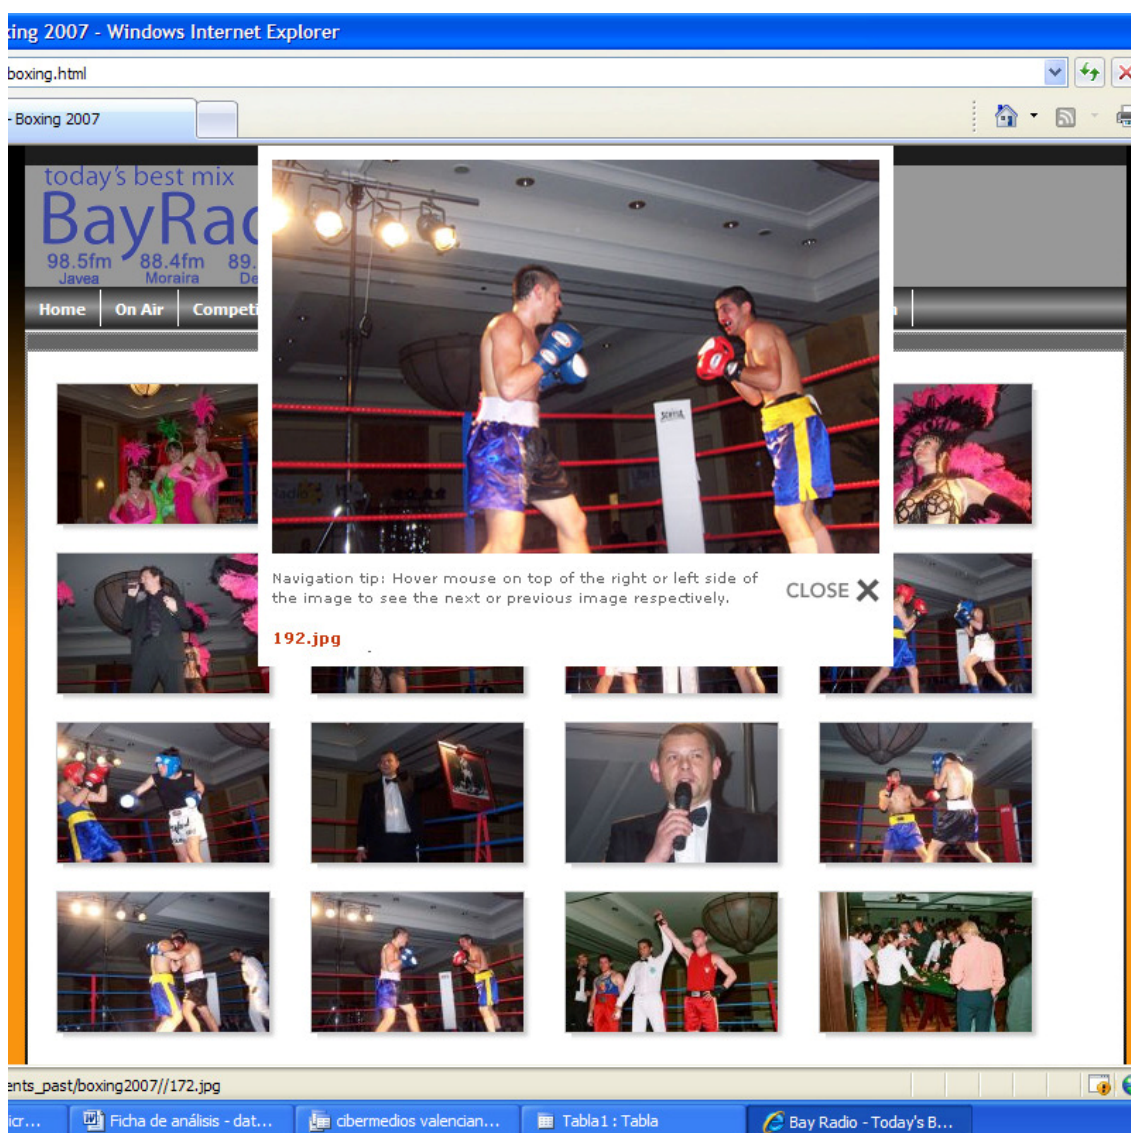 xing 2007 - Windows Internet Explorer
boxing.html
- Boxing 2007
today's best mix
BayRad
98.5fm 88.4fm 89.
Javea Moraira De
Home On Air Competi
Navigation tip: Hover mouse on top of the right or left side of
the image to see the next or previous image respectively.
CLOSE X
192.jpg
ents_past/boxing2007//172.jpg
icr... Ficha de análisis - dat... cibermedios valencian... Tabla1 : Tabla Bay Radio - Today's B...